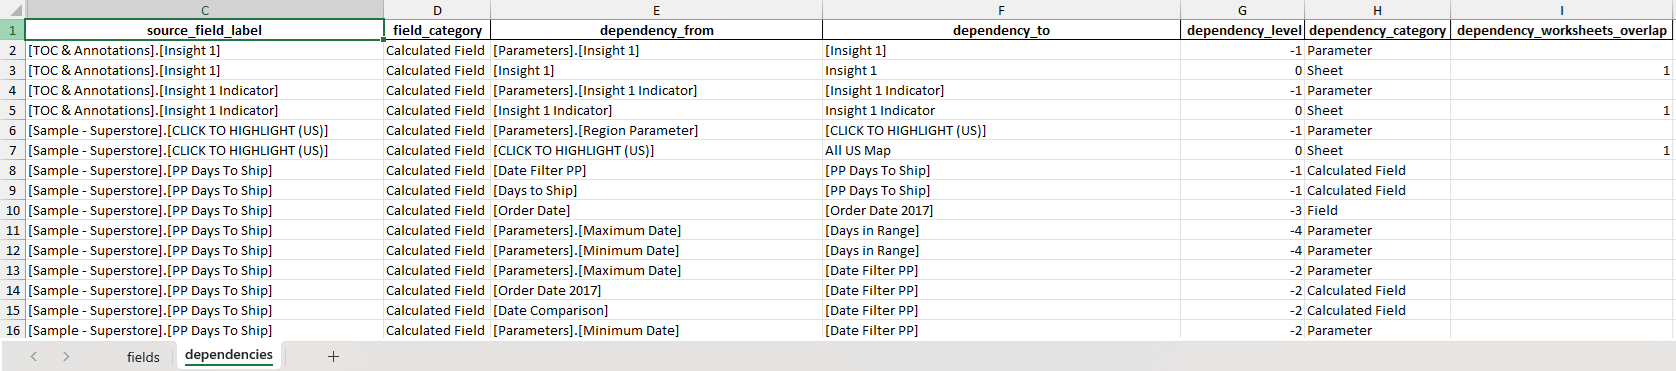 C D E F G H I
1 source_field_label field_category dependency_from dependency_to dependency_level dependency_category dependency_worksheets_overlap
2 [TOC & Annotations].[Insight 1] Calculated Field [Parameters].[Insight 1] [Insight 1] -1 Parameter
3 [TOC & Annotations].[Insight 1] Calculated Field [Insight 1] Insight 1 0 Sheet 1
4 [TOC & Annotations].[Insight 1 Indicator] Calculated Field [Parameters].[Insight 1 Indicator] [Insight 1 Indicator] -1 Parameter
5 [TOC & Annotations].[Insight 1 Indicator] Calculated Field [Insight 1 Indicator] Insight 1 Indicator 0 Sheet 1
6 [Sample - Superstore].[CLICK TO HIGHLIGHT (US)] Calculated Field [Parameters].[Region Parameter] [CLICK TO HIGHLIGHT (US)] -1 Parameter
7 [Sample - Superstore].[CLICK TO HIGHLIGHT (US)] Calculated Field [CLICK TO HIGHLIGHT (US)] All US Map 0 Sheet 1
8 [Sample - Superstore].[PP Days To Ship] Calculated Field [Date Filter PP] [PP Days To Ship] -1 Calculated Field
9 [Sample - Superstore].[PP Days To Ship] Calculated Field [Days to Ship] [PP Days To Ship] -1 Calculated Field
10 [Sample - Superstore].[PP Days To Ship] Calculated Field [Order Date] [Order Date 2017] -3 Field
11 [Sample - Superstore].[PP Days To Ship] Calculated Field [Parameters].[Maximum Date] [Days in Range] -4 Parameter
12 [Sample - Superstore].[PP Days To Ship] Calculated Field [Parameters].[Minimum Date] [Days in Range] -4 Parameter
13 [Sample - Superstore].[PP Days To Ship] Calculated Field [Parameters].[Maximum Date] [Date Filter PP] -2 Parameter
14 [Sample - Superstore].[PP Days To Ship] Calculated Field [Order Date 2017] [Date Filter PP] -2 Calculated Field
15 [Sample - Superstore].[PP Days To Ship] Calculated Field [Date Comparison] [Date Filter PP] -2 Calculated Field
16 [Sample - Superstore].[PP Days To Ship] Calculated Field [Parameters].[Minimum Date] [Date Filter PP] -2 Parameter
fields dependencies